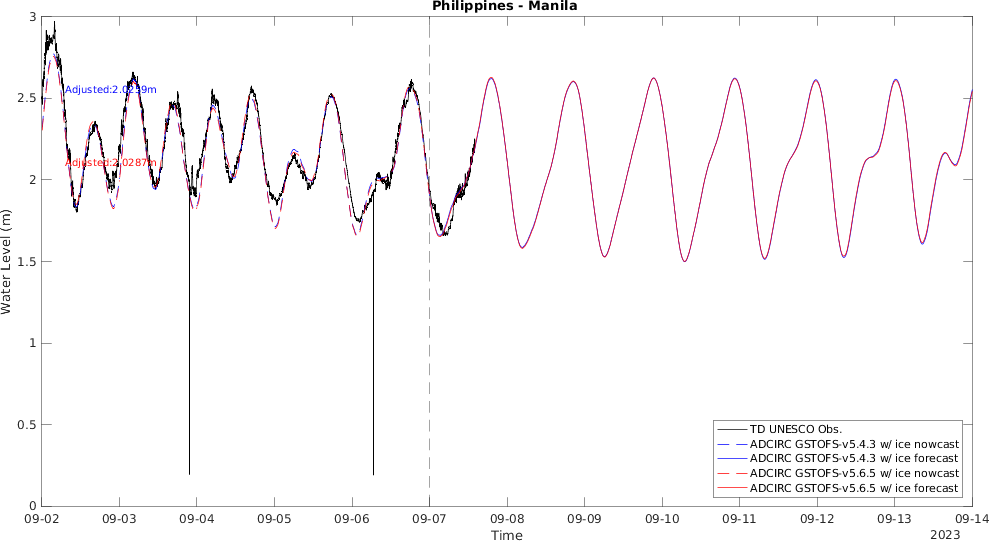 Philippines - Manila
3
2.5
2
1.5
1
0.5
0
Water Level (m)
Adjusted:2.0259m
Adjusted:2.0287m
TD UNESCO Obs.
ADCIRC GSTOFS-v5.4.3 w/ ice nowcast
ADCIRC GSTOFS-v5.4.3 w/ ice forecast
ADCIRC GSTOFS-v5.6.5 w/ ice nowcast
ADCIRC GSTOFS-v5.6.5 w/ ice forecast
09-02 09-03 09-04 09-05 09-06 09-07 09-08 09-09 09-10 09-11 09-12 09-13 09-14
Time
2023